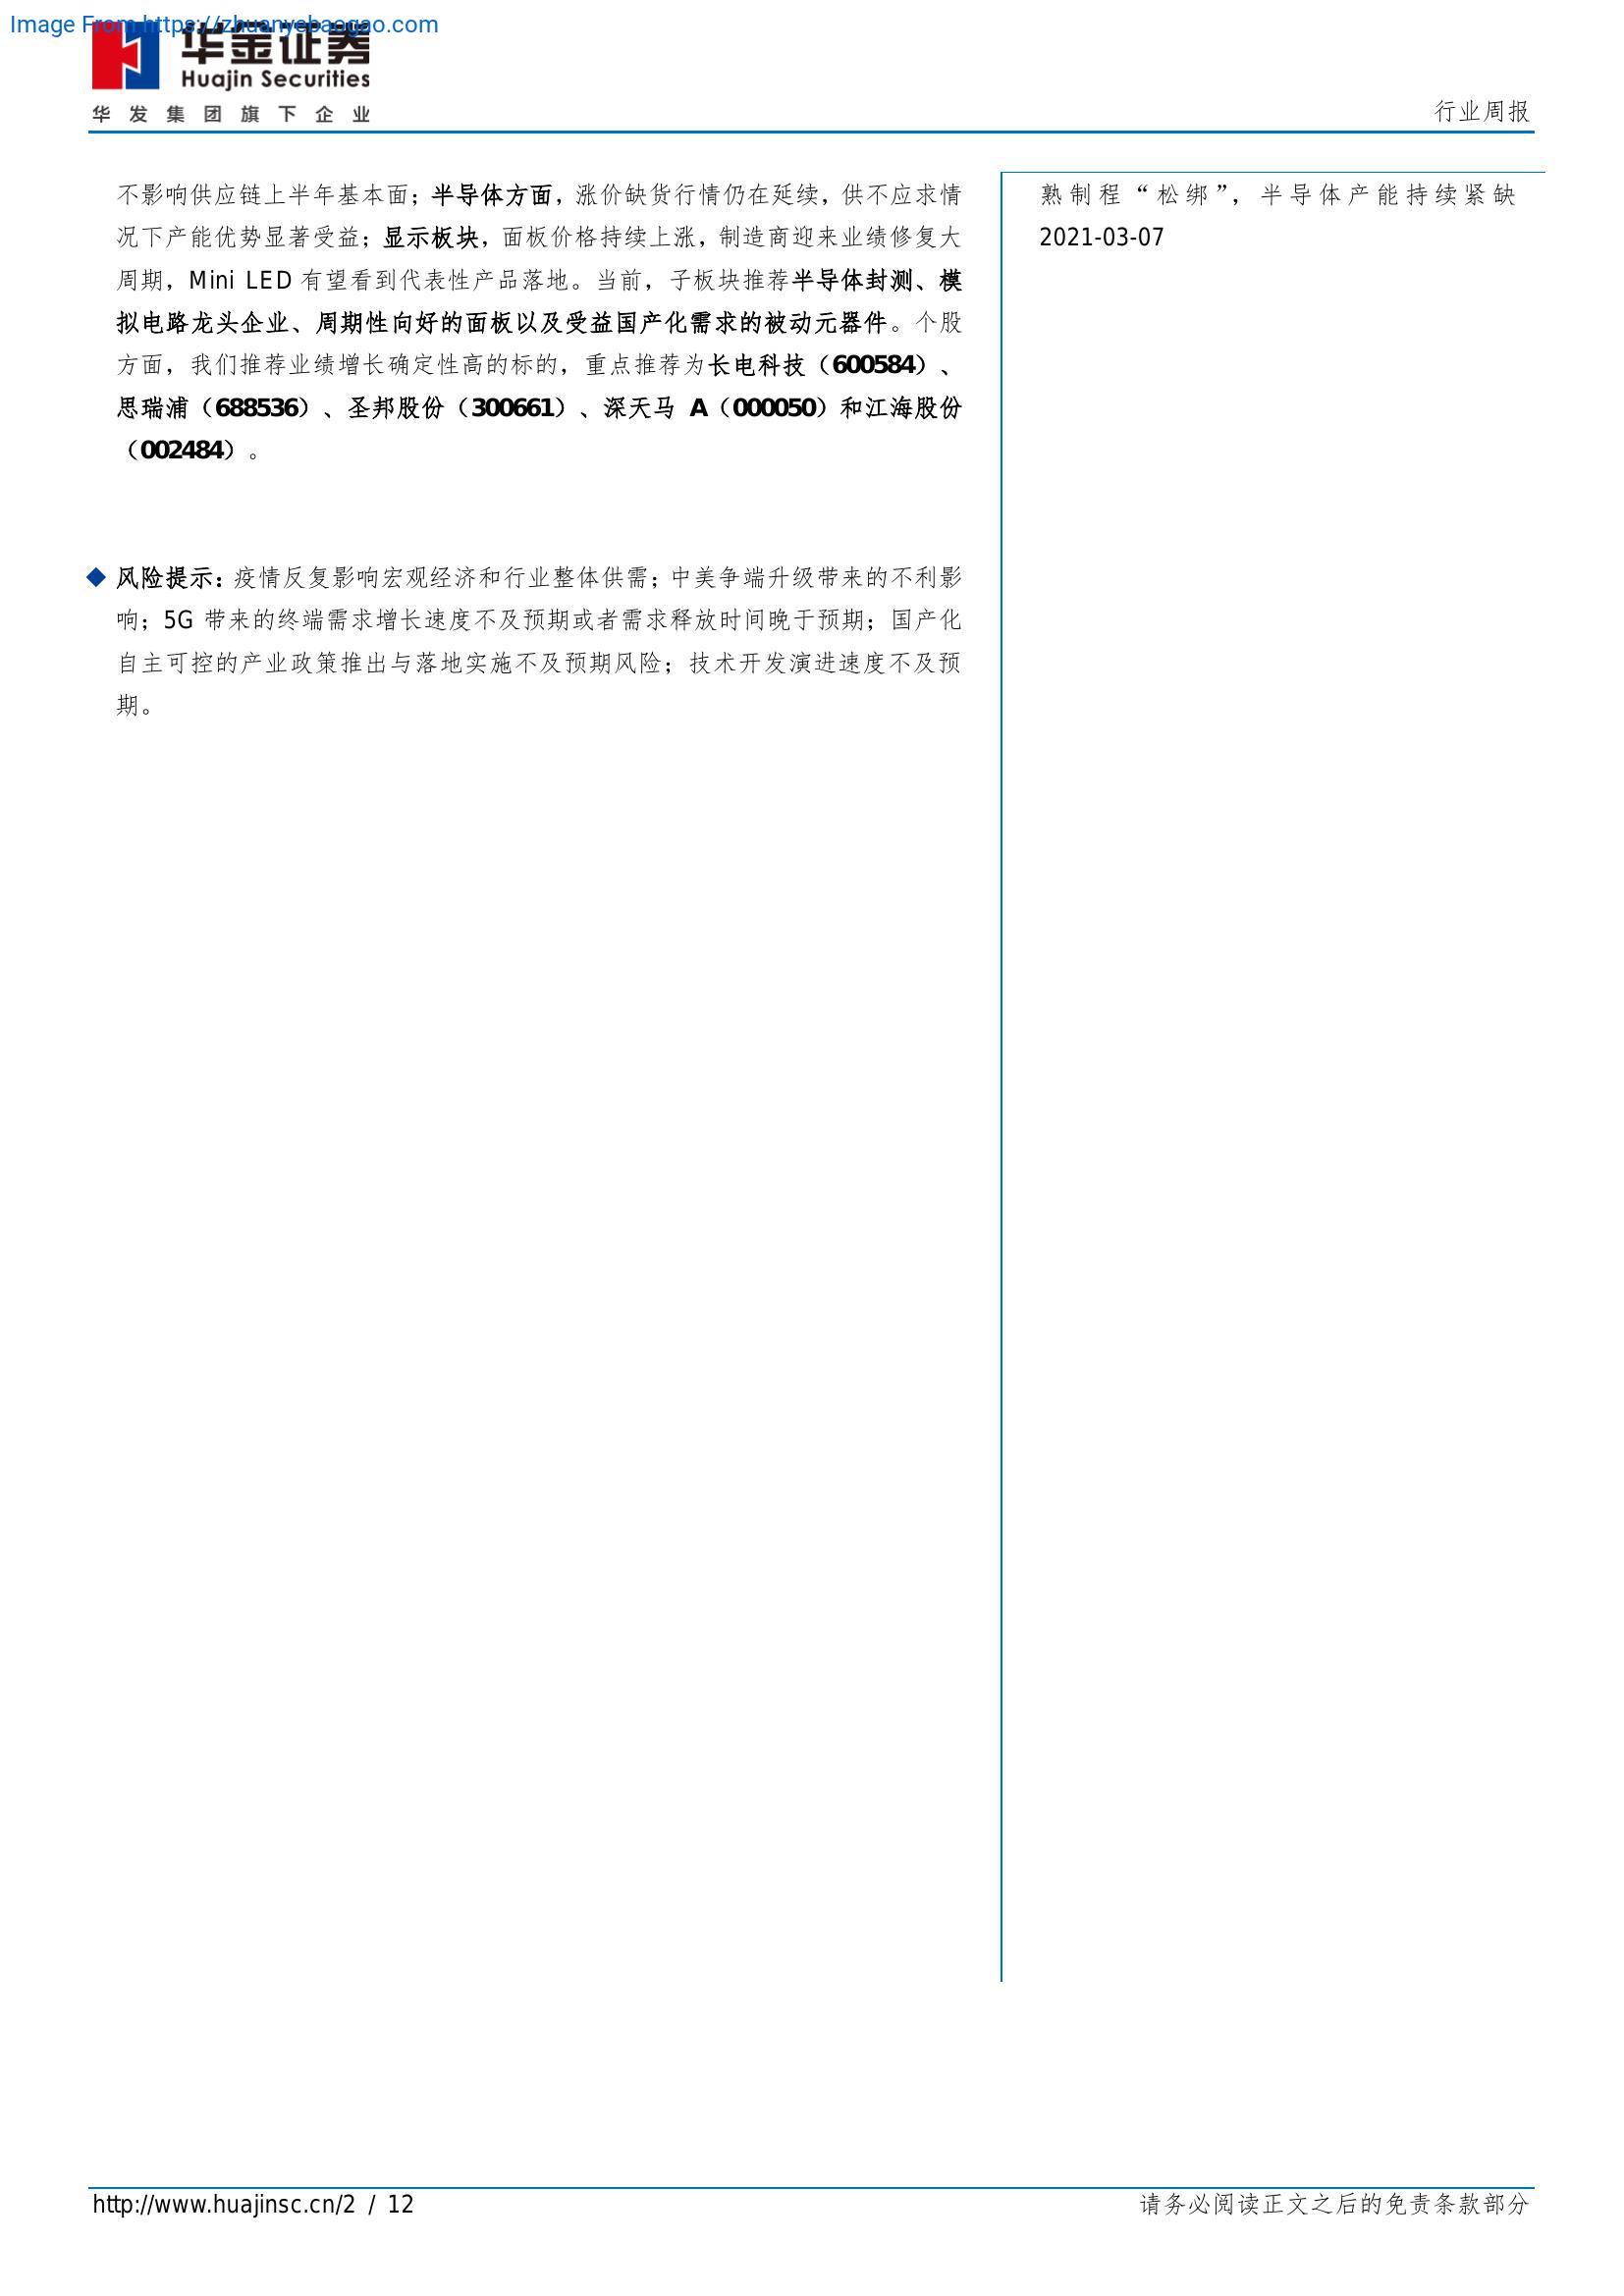 Image From https://zhuanyebaogao.com
华金证券
Huajin Securities
华发集团旗下企业
行业周报
不影响供应链上半年基本面；半导体方面，涨价缺货行情仍在延续，供不应求情
况下产能优势显著受益；显示板块，面板价格持续上涨，制造商迎来业绩修复大
周期，Mini LED 有望看到代表性产品落地。当前，子板块推荐半导体封测、模
拟电路龙头企业、周期性向好的面板以及受益国产化需求的被动元器件。个股
方面，我们推荐业绩增长确定性高的标的，重点推荐为长电科技（600584）、
思瑞浦（688536）、圣邦股份（300661）、深天马 A（000050）和江海股份
（002484）。
◆ 风险提示：疫情反复影响宏观经济和行业整体供需；中美争端升级带来的不利影
响；5G 带来的终端需求增长速度不及预期或者需求释放时间晚于预期；国产化
自主可控的产业政策推出与落地实施不及预期风险；技术开发演进速度不及预
期。
熟制程“松绑”，半导体产能持续紧缺
2021-03-07
http://www.huajinsc.cn/2 / 12
请务必阅读正文之后的免责条款部分